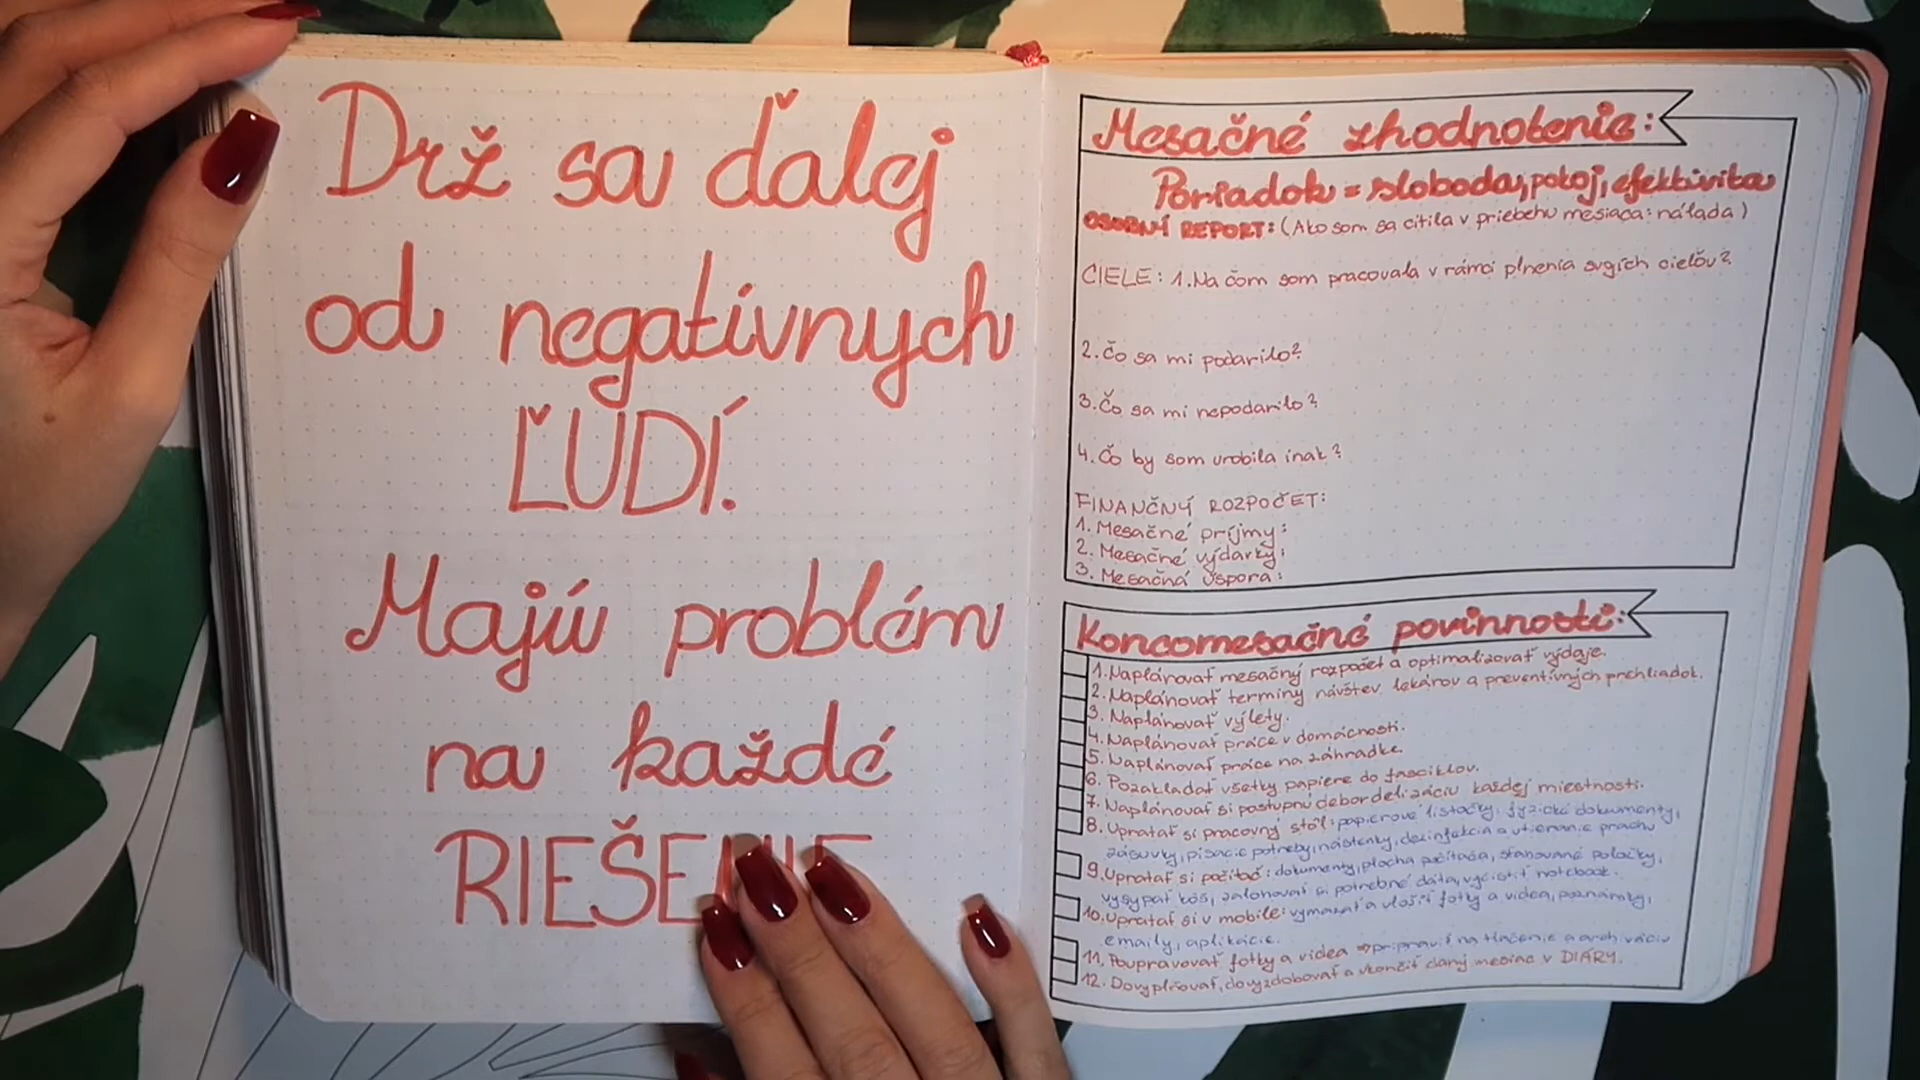 Drž sa ďalej
od negatívnych
ĽUDÍ.
Majú problém
na každé
RIEŠENIE
Mesačné zhodnotenie:
Poriadok = sloboda, pokoj, efektivita
OSOBNÝ REPORT: (Ako som sa cítila v priebehu mesiaca: nálada)
CIELE: 1. Na čom som pracovala v rámci plnenia svojich cieľov?
2. Čo sa mi podarilo?
3. Čo sa mi nepodarilo?
4. Čo by som urobila inak?
FINANČNÝ ROZPOČET:
1. Mesačné príjmy:
2. Mesačné výdavky:
3. Mesačná úspora:
Koncomesačné povinnosti:
1. Naplánovať mesačný rozpočet a optimalizovať výdaje.
2. Naplánovať termíny návštev lekárov a preventívnych prehliadok.
3. Naplánovať výlety.
4. Naplánovať práce v domácnosti.
5. Naplánovať práce na záhradke.
6. Pozakladať všetky papiere do fasciklov.
7. Naplánovať si postupnú debordelizáciu každej miestnosti.
8. Upratať si pracovný stôl: papierové lístočky, fyzické dokumenty,
zásuvky, písacie potreby, nástenky, dezinfekcia a utieranie prachu
9. Upratať si počítač: dokumenty, plocha počítača, sťahované položky,
vysypať kôš, zálohovať si potrebné dáta, vyčistiť notebook.
10. Upratať si v mobile: vymazať a uložiť fotky a videá, poznámky,
emaily, aplikácie.
11. Poupravovať fotky a videá ⇒ pripraviť na tlačenie a archiváciu
12. Dovyplňovať, dovyzdobovať a ukončiť daný mesiac v DIÁRY.